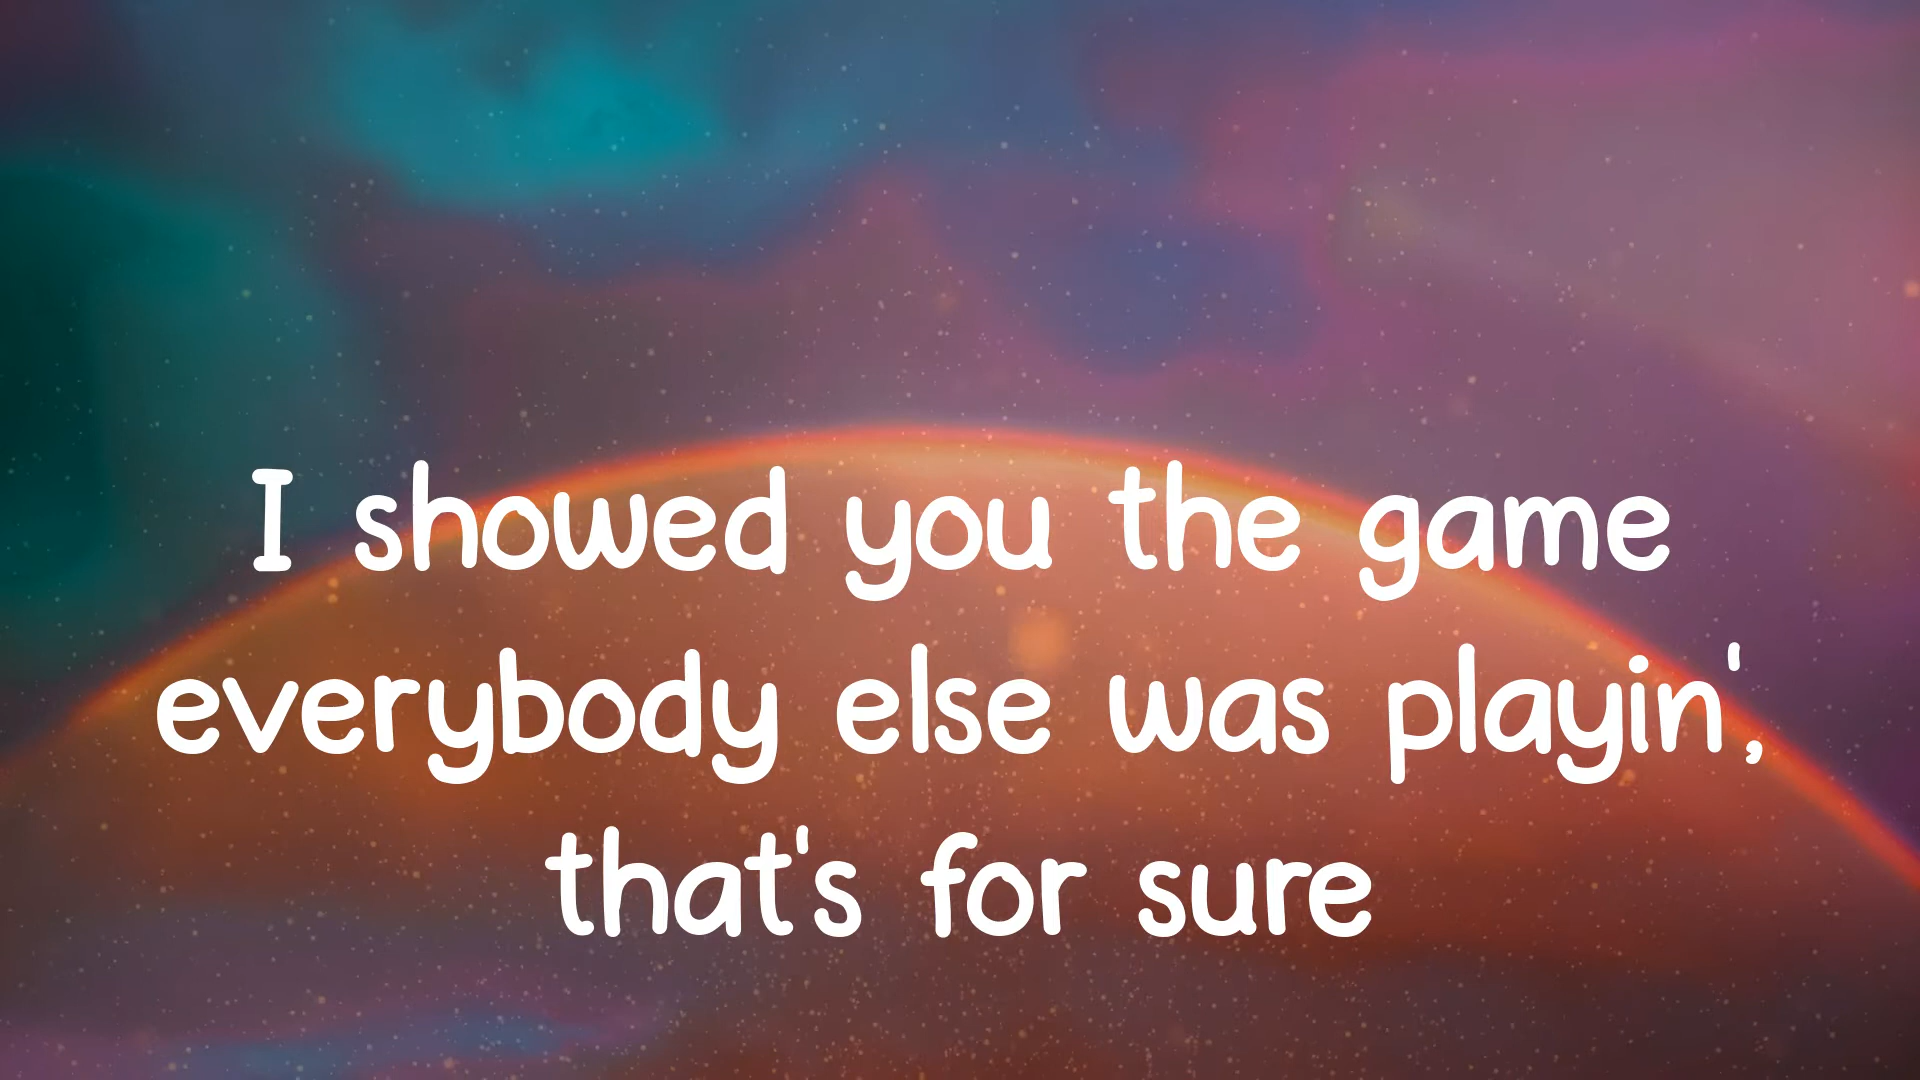 I showed you the game
everybody else was playin',
that's for sure